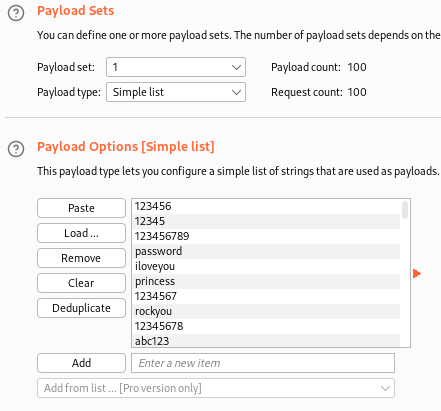 Payload Sets
You can define one or more payload sets. The number of payload sets depends on the
Payload set: 1 Payload count: 100
Payload type: Simple list Request count: 100
Payload Options [Simple list]
This payload type lets you configure a simple list of strings that are used as payloads.
Paste
Load ...
Remove
Clear
Deduplicate
123456
12345
123456789
password
iloveyou
princess
1234567
rockyou
12345678
abc123
Add Enter a new item
Add from list ... [Pro version only]